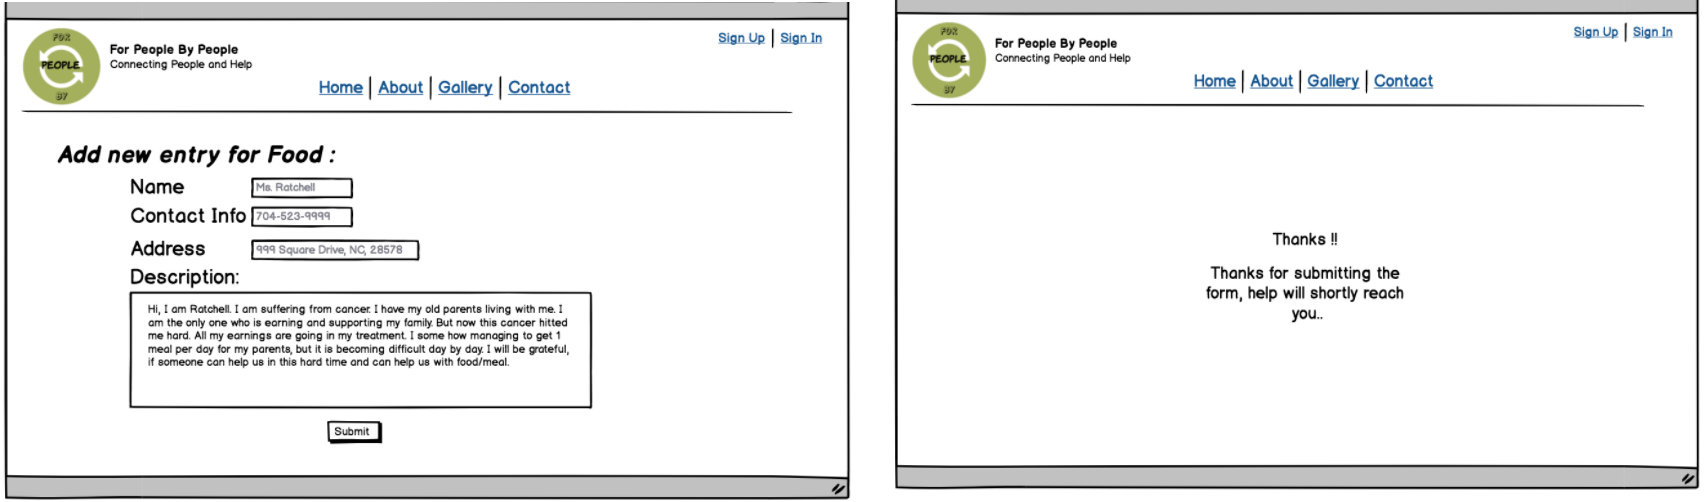 FOR
PEOPLE
BY
For People By People
Connecting People and Help
Sign Up | Sign In
Home | About | Gallery | Contact
Add new entry for Food :
Name
Ms. Ratchell
Contact Info
704-523-9999
Address
999 Square Drive, NC, 28578
Description:
Hi, I am Ratchell. I am suffering from cancer. I have my old parents living with me. I
am the only one who is earning and supporting my family. But now this cancer hitted
me hard. All my earnings are going in my treatment. I some how managing to get 1
meal per day for my parents, but it is becoming difficult day by day. I will be grateful,
if someone can help us in this hard time and can help us with food/meal.
Submit
FOR
PEOPLE
BY
For People By People
Connecting People and Help
Sign Up | Sign In
Home | About | Gallery | Contact
Thanks !!
Thanks for submitting the
form, help will shortly reach
you..